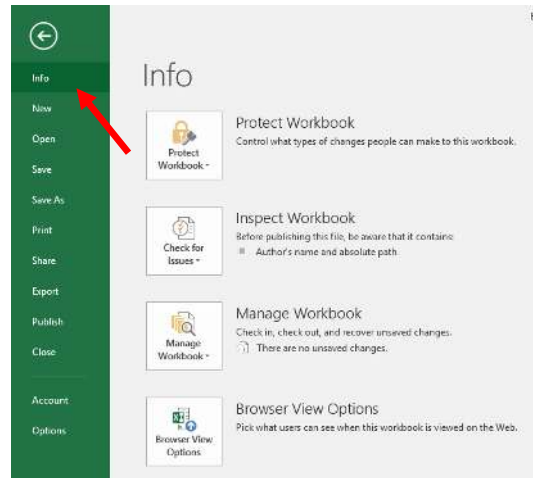 Info
New
Open
Save
Save As
Print
Share
Export
Publish
Close
Account
Options
Info
Protect Workbook
Control what types of changes people can make to this workbook.
Protect
Workbook
Inspect Workbook
Before publishing this file, be aware that it contains:
Author's name and absolute path
Check for
Issues
Manage Workbook
Check in, check out, and recover unsaved changes.
There are no unsaved changes.
Manage
Workbook
Browser View Options
Pick what users can see when this workbook is viewed on the Web.
Browser View
Options